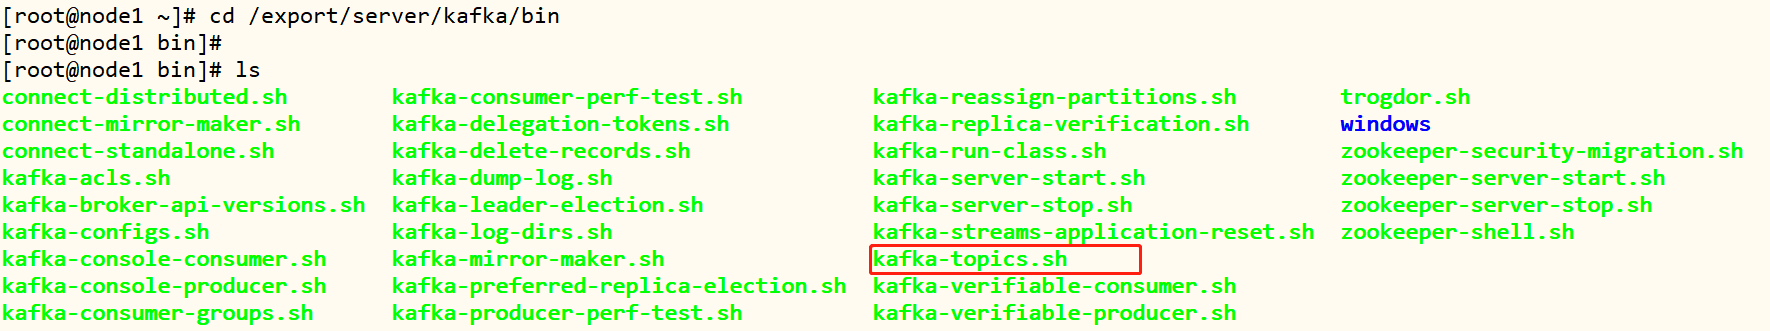 [root@node1 ~]# cd /export/server/kafka/bin
[root@node1 bin]#
[root@node1 bin]# ls
connect-distributed.sh kafka-consumer-perf-test.sh kafka-reassign-partitions.sh trogdor.sh
connect-mirror-maker.sh kafka-delegation-tokens.sh kafka-replica-verification.sh windows
connect-standalone.sh kafka-delete-records.sh kafka-run-class.sh zookeeper-security-migration.sh
kafka-acls.sh kafka-dump-log.sh kafka-server-start.sh zookeeper-server-start.sh
kafka-broker-api-versions.sh kafka-leader-election.sh kafka-server-stop.sh zookeeper-server-stop.sh
kafka-configs.sh kafka-log-dirs.sh kafka-streams-application-reset.sh zookeeper-shell.sh
kafka-console-consumer.sh kafka-mirror-maker.sh kafka-topics.sh
kafka-console-producer.sh kafka-preferred-replica-election.sh kafka-verifiable-consumer.sh
kafka-consumer-groups.sh kafka-producer-perf-test.sh kafka-verifiable-producer.sh